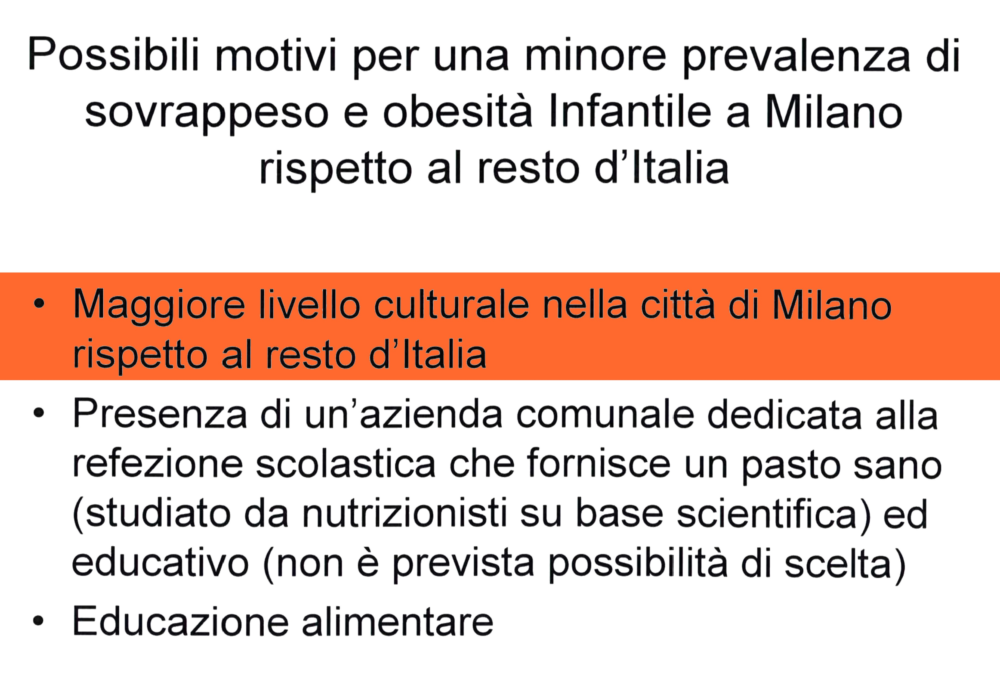 Possibili motivi per una minore prevalenza di
sovrappeso e obesità Infantile a Milano
rispetto al resto d’Italia
• Maggiore livello culturale nella città di Milano
rispetto al resto d’Italia
• Presenza di un’azienda comunale dedicata alla
refezione scolastica che fornisce un pasto sano
(studiato da nutrizionisti su base scientifica) ed
educativo (non è prevista possibilità di scelta)
• Educazione alimentare